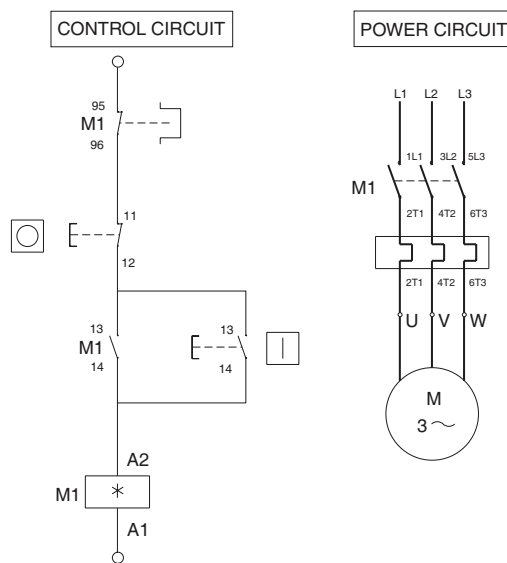 CONTROL CIRCUIT
95
M1
96
11
12
13
M1
14
13
14
A2
M1
A1
POWER CIRCUIT
L1 L2 L3
1L1 3L2 5L3
M1
2T1 4T2 6T3
2T1 4T2 6T3
U V W
M
3